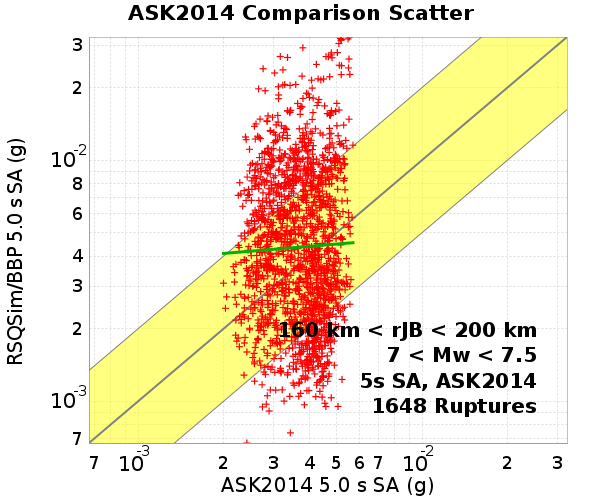 ASK2014 Comparison Scatter
RSQSim/BBP 5.0 s SA (g)
3
2
10-2
8
6
4
3
2
10-3
7
160 km < rJB < 200 km
7 < Mw < 7.5
5s SA, ASK2014
1648 Ruptures
7 10-3 2 3 4 5 6 7 10-2 2 3
ASK2014 5.0 s SA (g)